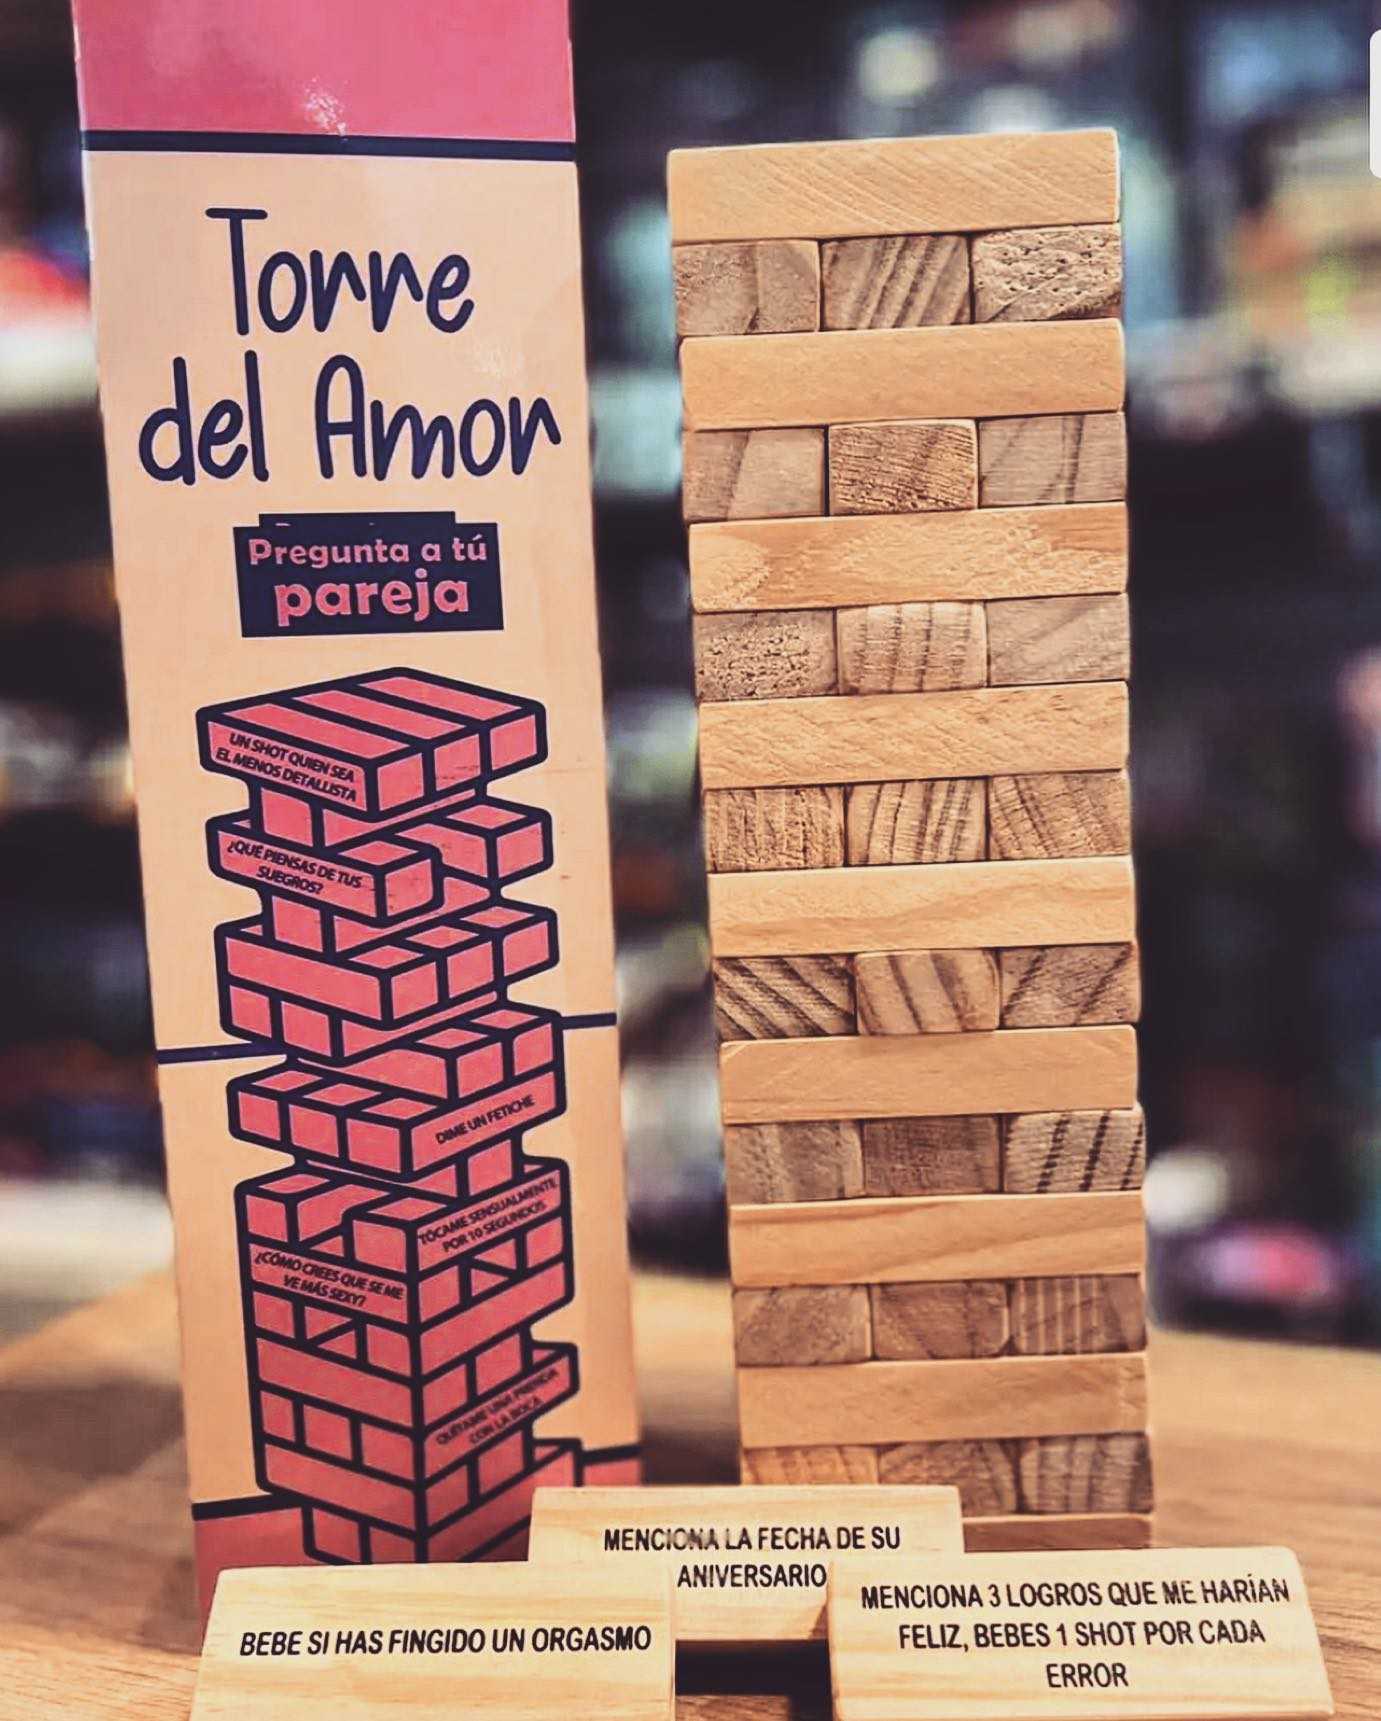 Torre
del Amor
Pregunta a tú
pareja
UN SHOT QUIEN SEA
EL MENOS DETALLISTA
¿QUÉ PIENSAS DE TUS
SUEGROS?
DIME UN FETICHE
TÓCAME SENSUALMENTE
POR 10 SEGUNDOS
¿CÓMO CREES QUE SE ME
VE MÁS SEXY?
QUÍTAME UNA PRENDA
CON LA BOCA
MENCIONA LA FECHA DE SU
ANIVERSARIO
BEBE SI HAS FINGIDO UN ORGASMO
MENCIONA 3 LOGROS QUE ME HARÍAN
FELIZ, BEBES 1 SHOT POR CADA
ERROR